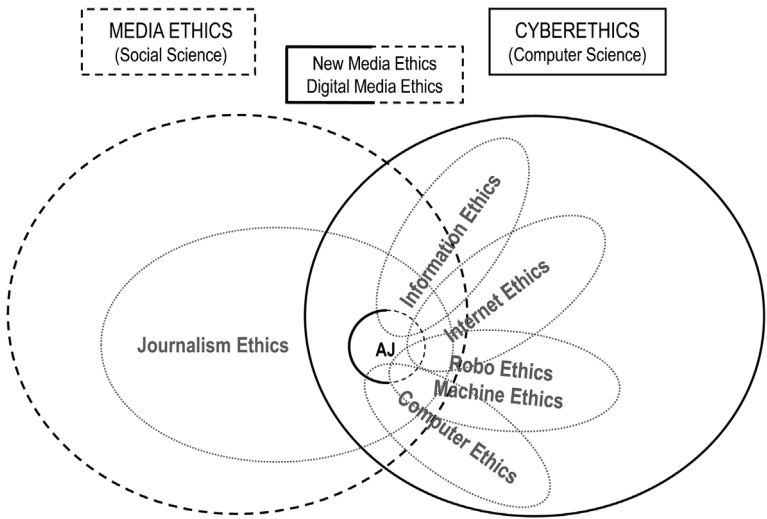 MEDIA ETHICS
(Social Science)
New Media Ethics
Digital Media Ethics
CYBERETHICS
(Computer Science)
Information Ethics
Internet Ethics
Journalism Ethics
AJ
Robo Ethics
Machine Ethics
Computer Ethics